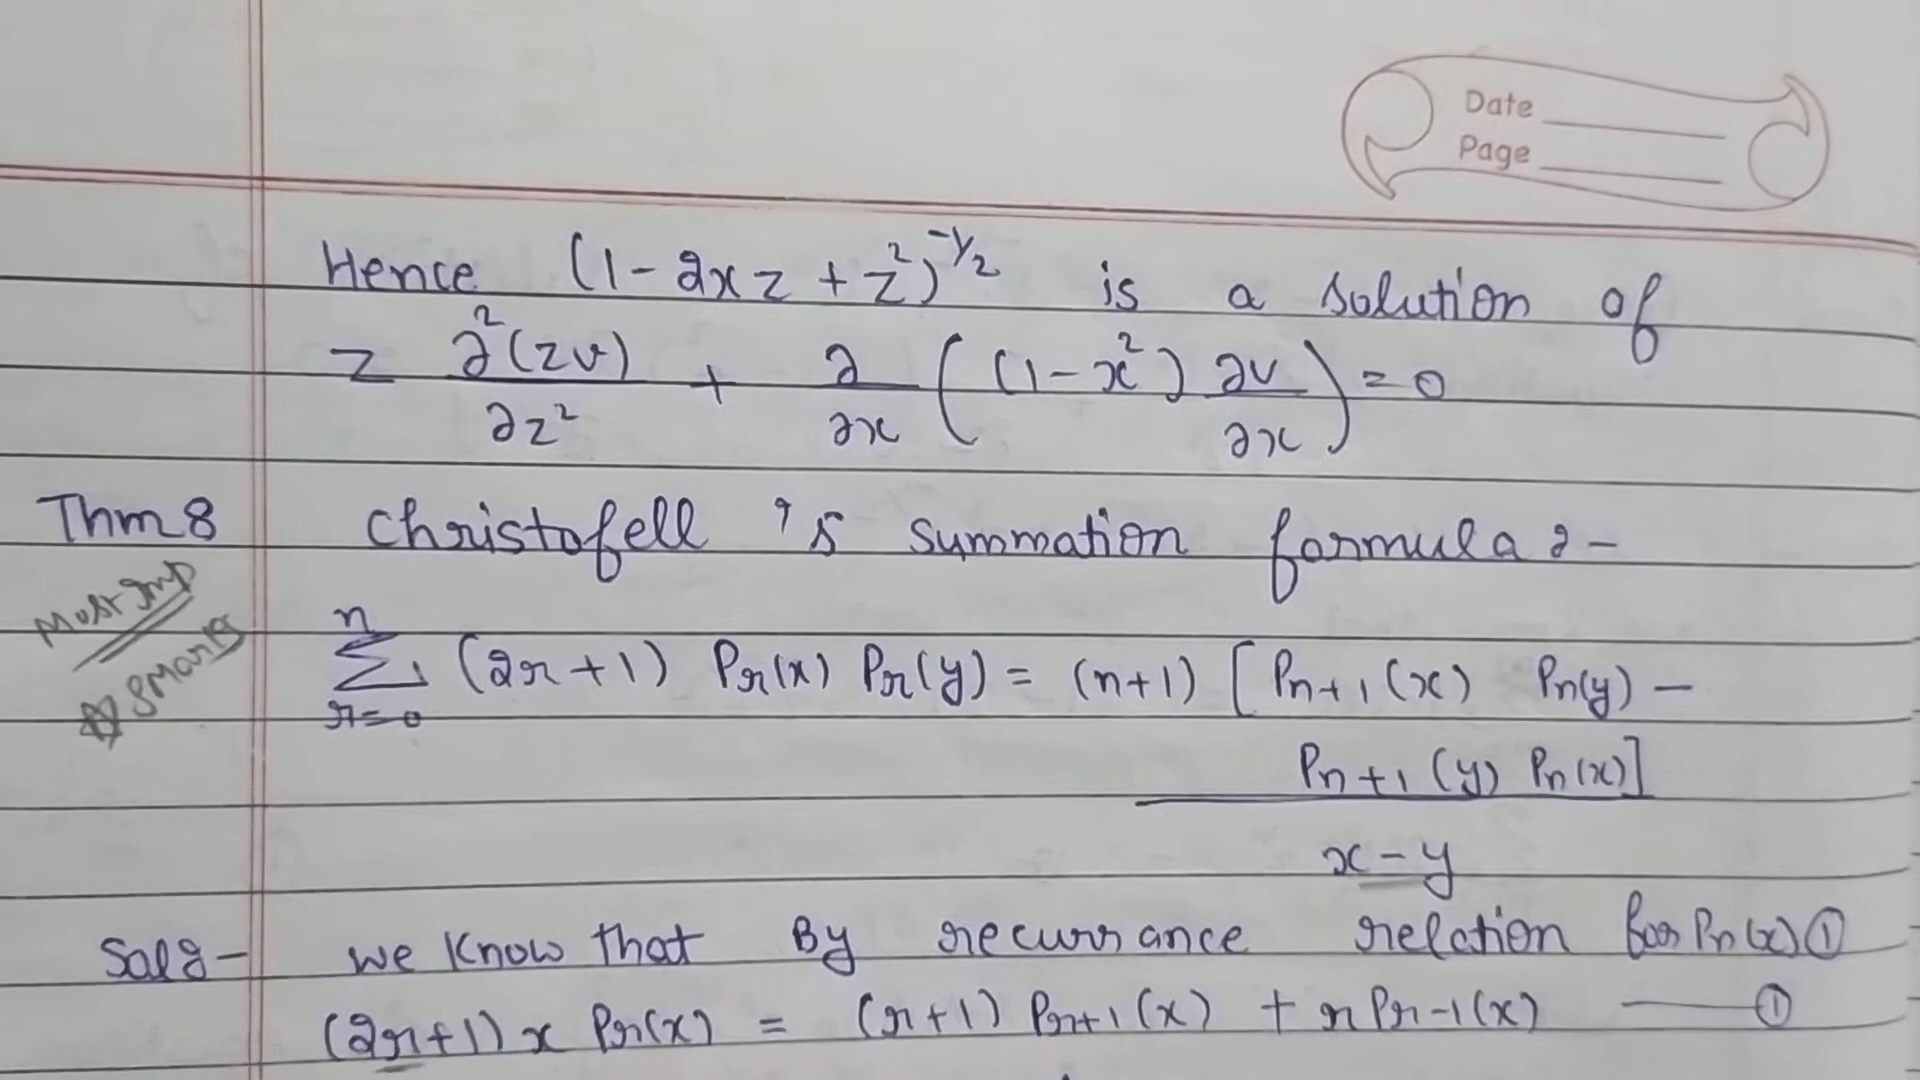 Date
Page
Hence (1 - 2xz + z²)^-1/2 is a solution of
z ∂²(zv)/∂z² + ∂/∂x ((1-x²) ∂v/∂x) = 0
Thm 8 Christofell 's summation formula :-
Most Imp
8 Marks
n
∑ (2r+1) Pr(x) Pr(y) = (n+1) [Pn+1(x) Pn(y) -
r=0
Pn+1(y) Pn(x)]
x-y
Sol:- we know that By recurrance relation for Pn(x) ①
(2r+1) x Pr(x) = (r+1) Pr+1(x) + r Pr-1(x) — ①